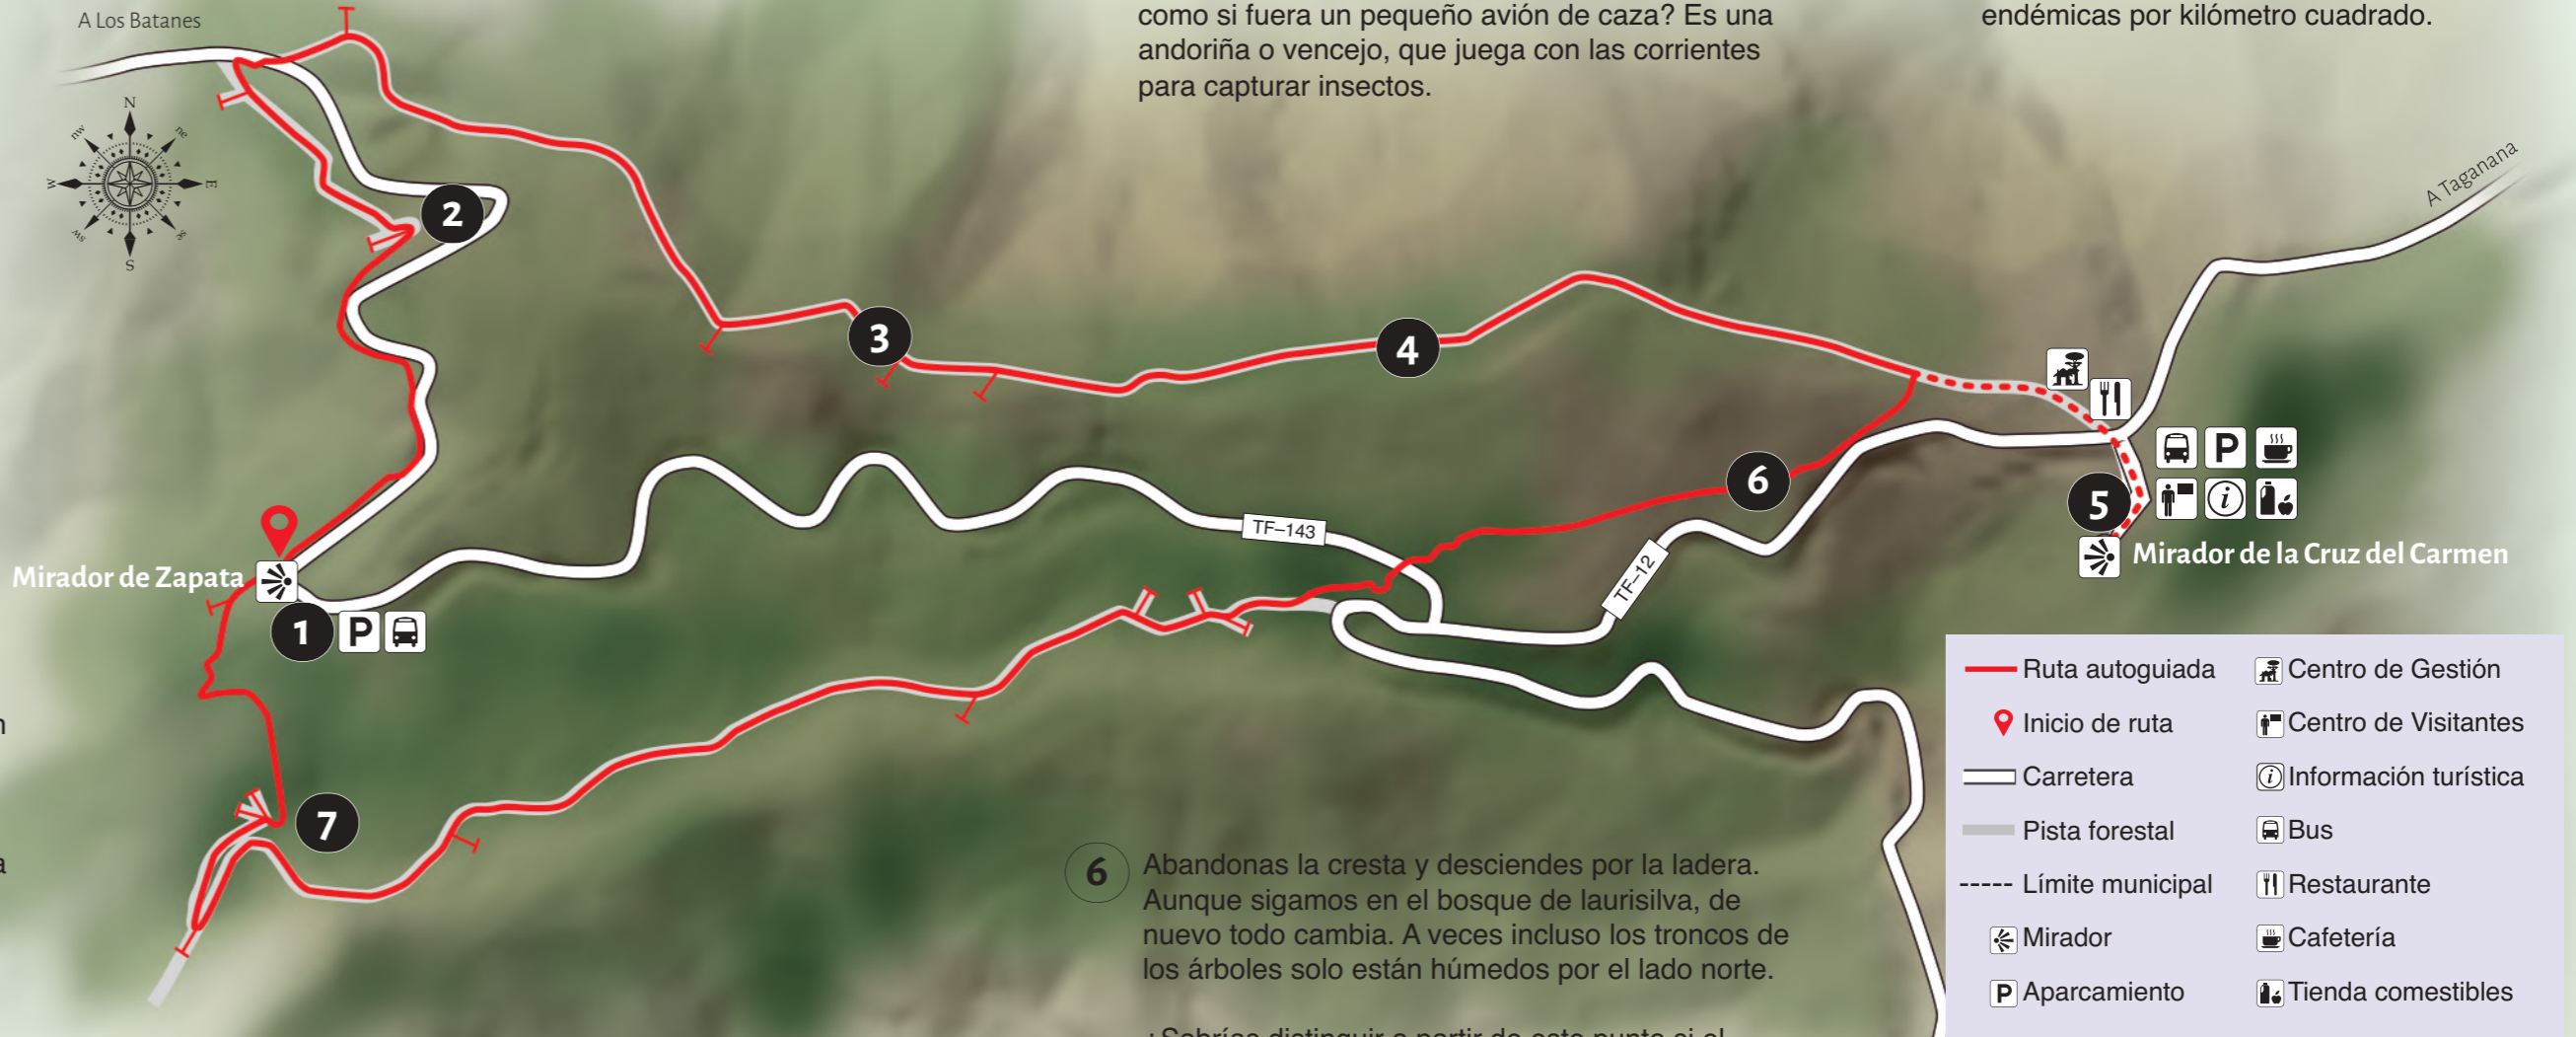 A Los Batanes
como si fuera un pequeño avión de caza? Es una
andoriña o vencejo, que juega con las corrientes
para capturar insectos.
endémicas por kilómetro cuadrado.
N
nw
ne
W
E
sw
se
S
A Taganana
2
3
4
6
5
TF–143
TF–12
P
i
Mirador de la Cruz del Carmen
Mirador de Zapata
1
P
7
n
a
6
Abandonas la cresta y desciendes por la ladera.
Aunque sigamos en el bosque de laurisilva, de
nuevo todo cambia. A veces incluso los troncos de
los árboles solo están húmedos por el lado norte.
Ruta autoguiada
Inicio de ruta
Carretera
Pista forestal
Límite municipal
Mirador
P Aparcamiento
Centro de Gestión
Centro de Visitantes
i Información turística
Bus
Restaurante
Cafetería
Tienda comestibles